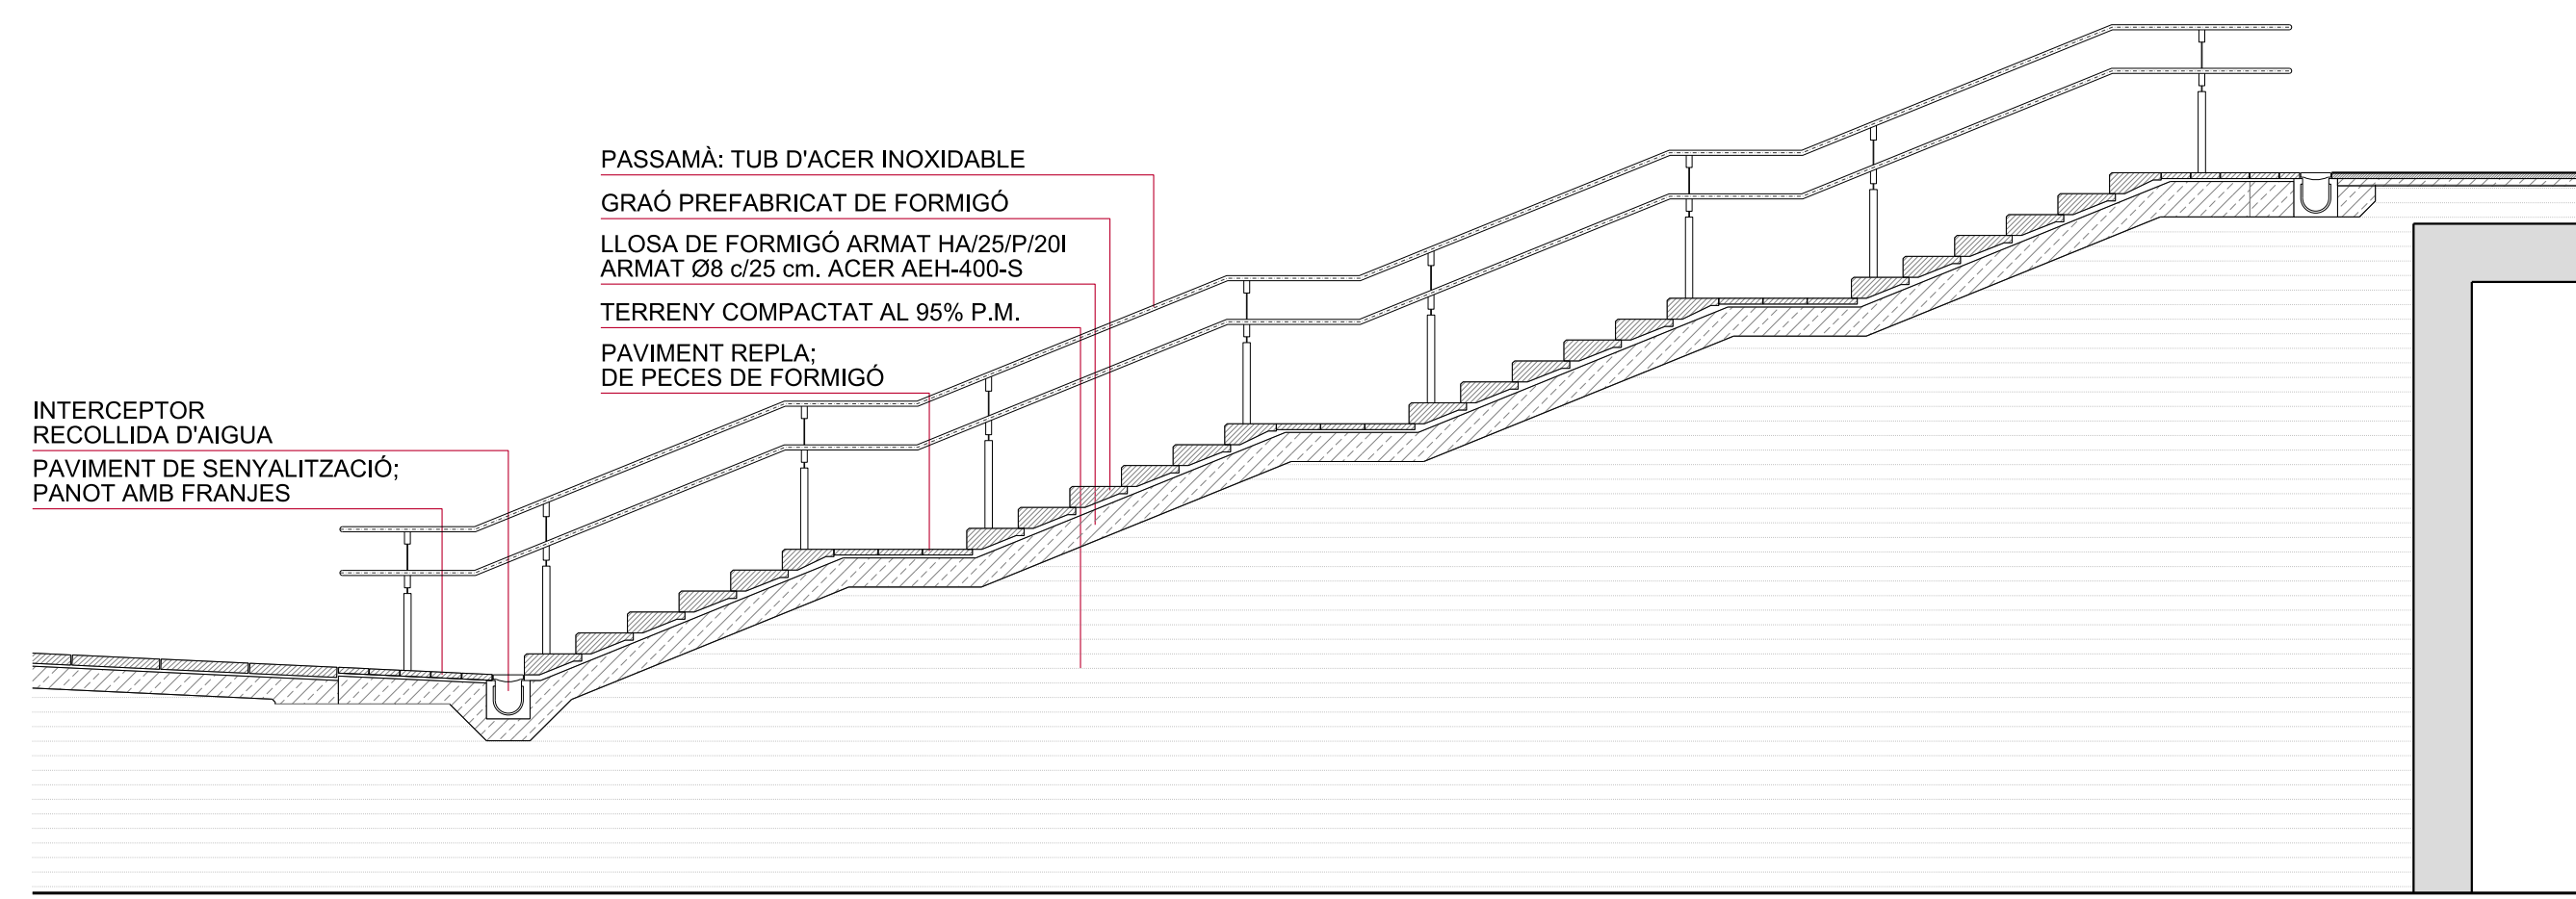 PASSAMÀ: TUB D'ACER INOXIDABLE
GRAÓ PREFABRICAT DE FORMIGÓ
LLOSA DE FORMIGÓ ARMAT HA/25/P/20I
ARMAT Ø8 c/25 cm. ACER AEH-400-S
TERRENY COMPACTAT AL 95% P.M.
PAVIMENT REPLA;
DE PECES DE FORMIGÓ
INTERCEPTOR
RECOLLIDA D'AIGUA
PAVIMENT DE SENYALITZACIÓ;
PANOT AMB FRANJES